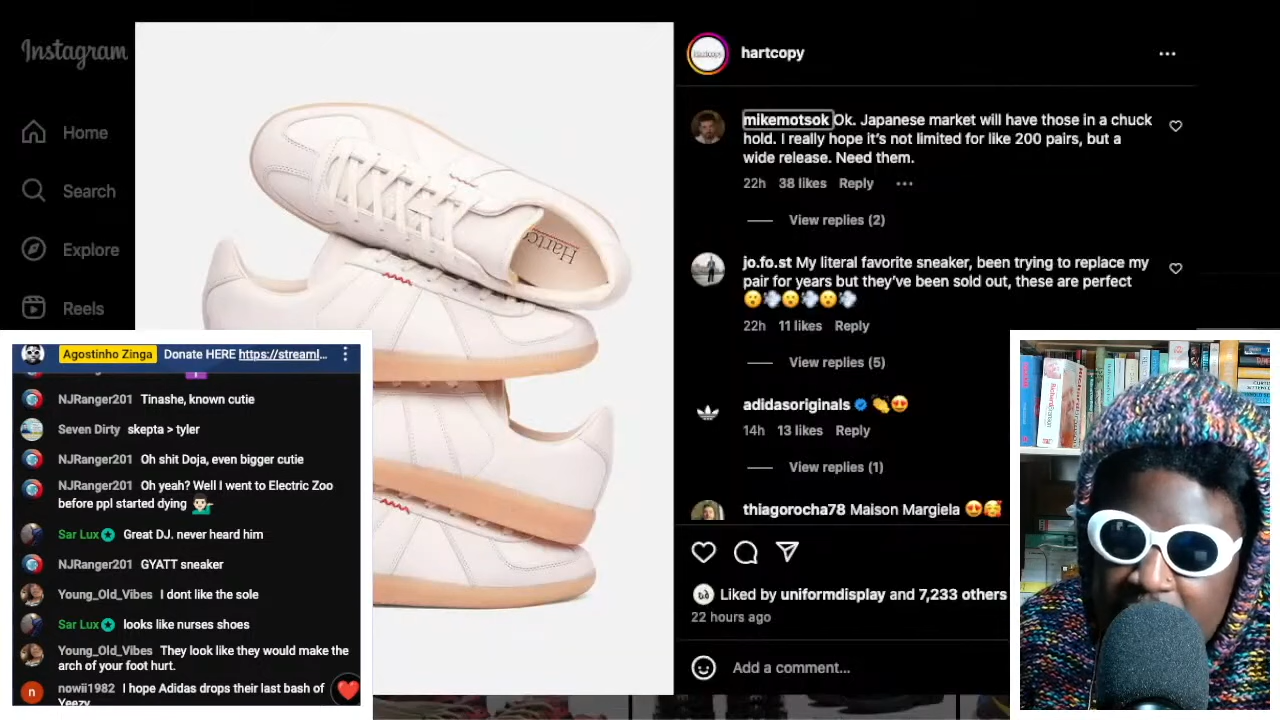 Instagram
Home
Search
Explore
Reels
Hartco
hartcopy
mikemotsok Ok. Japanese market will have those in a chuck
hold. I really hope it's not limited for like 200 pairs, but a
wide release. Need them.
22h 38 likes Reply
View replies (2)
jo.fo.st My literal favorite sneaker, been trying to replace my
pair for years but they've been sold out, these are perfect
😮💨😮💨😮💨
22h 11 likes Reply
View replies (5)
adidasoriginals 👏😍
14h 13 likes Reply
View replies (1)
thiagorocha78 Maison Margiela 😍🥰
Liked by uniformdisplay and 7,233 others
22 hours ago
Add a comment...
Agostinho Zinga Donate HERE https://streaml...
NJRanger201 Tinashe, known cutie
Seven Dirty skepta > tyler
NJRanger201 Oh shit Doja, even bigger cutie
NJRanger201 Oh yeah? Well I went to Electric Zoo
before ppl started dying 💁🏻‍♂️
Sar Lux Great DJ. never heard him
NJRanger201 GYATT sneaker
Young_Old_Vibes I dont like the sole
Sar Lux looks like nurses shoes
Young_Old_Vibes They look like they would make the
arch of your foot hurt.
n nowii1982 I hope Adidas drops their last bash of
Yeezy